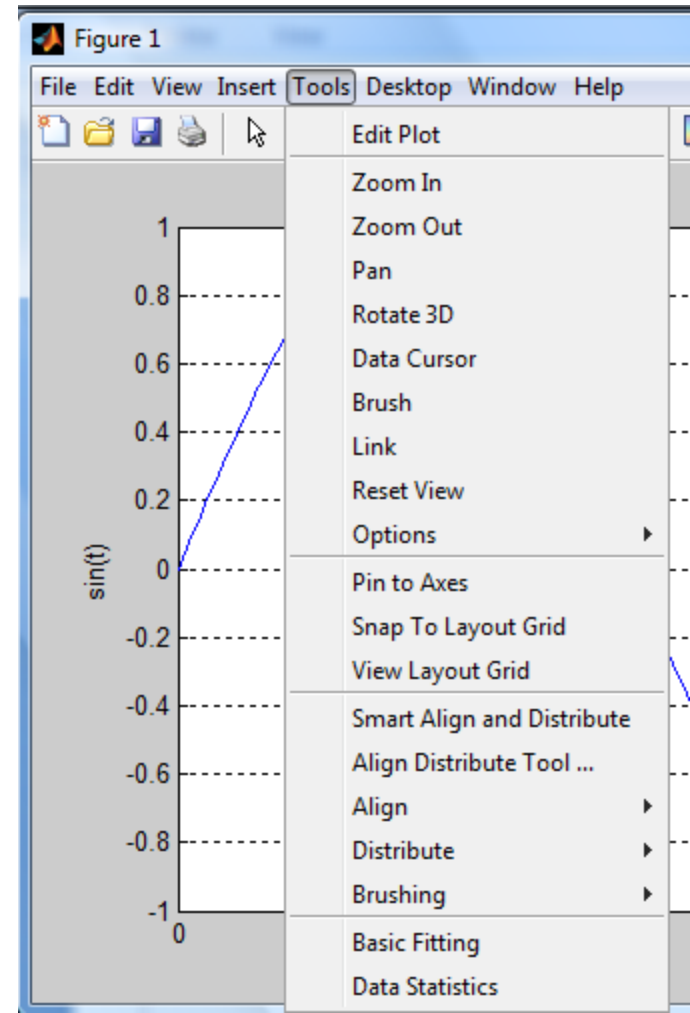 Figure 1
File Edit View Insert Tools Desktop Window Help
Edit Plot
Zoom In
Zoom Out
Pan
Rotate 3D
Data Cursor
Brush
Link
Reset View
Options
Pin to Axes
Snap To Layout Grid
View Layout Grid
Smart Align and Distribute
Align Distribute Tool ...
Align
Distribute
Brushing
Basic Fitting
Data Statistics
1
0.8
0.6
0.4
0.2
0
-0.2
-0.4
-0.6
-0.8
-1
0
sin(t)